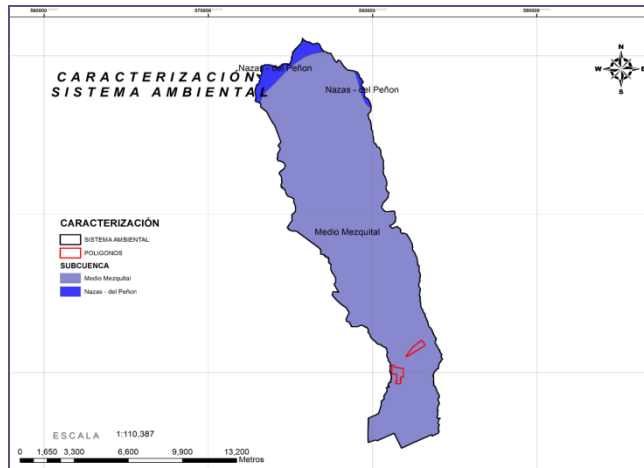 560000 570000 580000 590000
Nazas - del Peñon
CARACTERIZACIÓN
SISTEMA AMBIENTAL
Nazas - del Peñon
N
W E
S
Medio Mezquital
CARACTERIZACIÓN
SISTEMA AMBIENTAL
POLIGONOS
SUBCUENCA
Medio Mezquital
Nazas - del Peñon
ESCALA 1:110,387
0 1,650 3,300 6,600 9,900 13,200
Metros